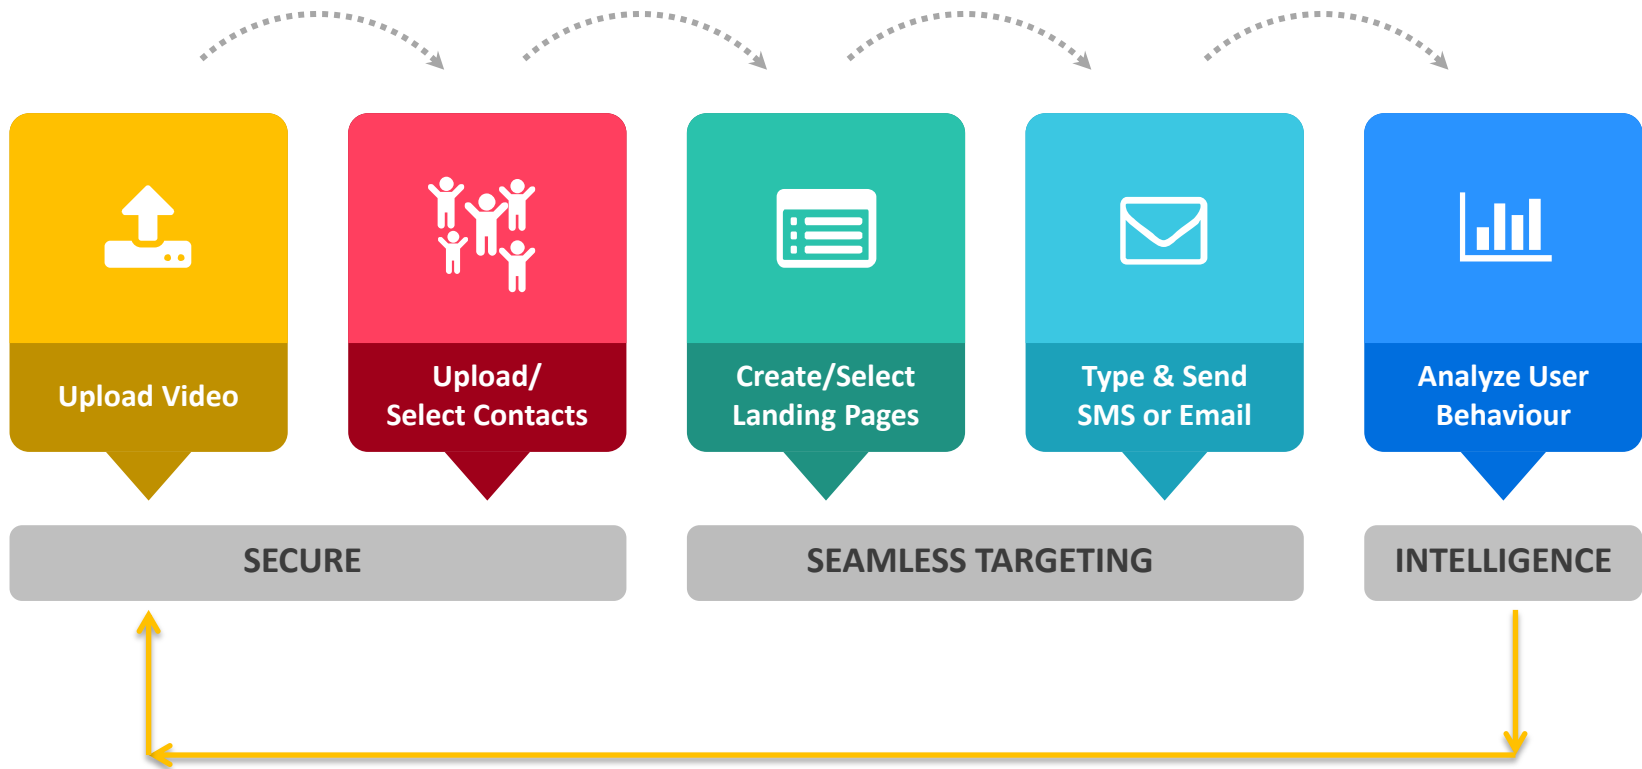 Upload Video
Upload/
Select Contacts
Create/Select
Landing Pages
Type & Send
SMS or Email
Analyze User
Behaviour
SECURE
SEAMLESS TARGETING
INTELLIGENCE